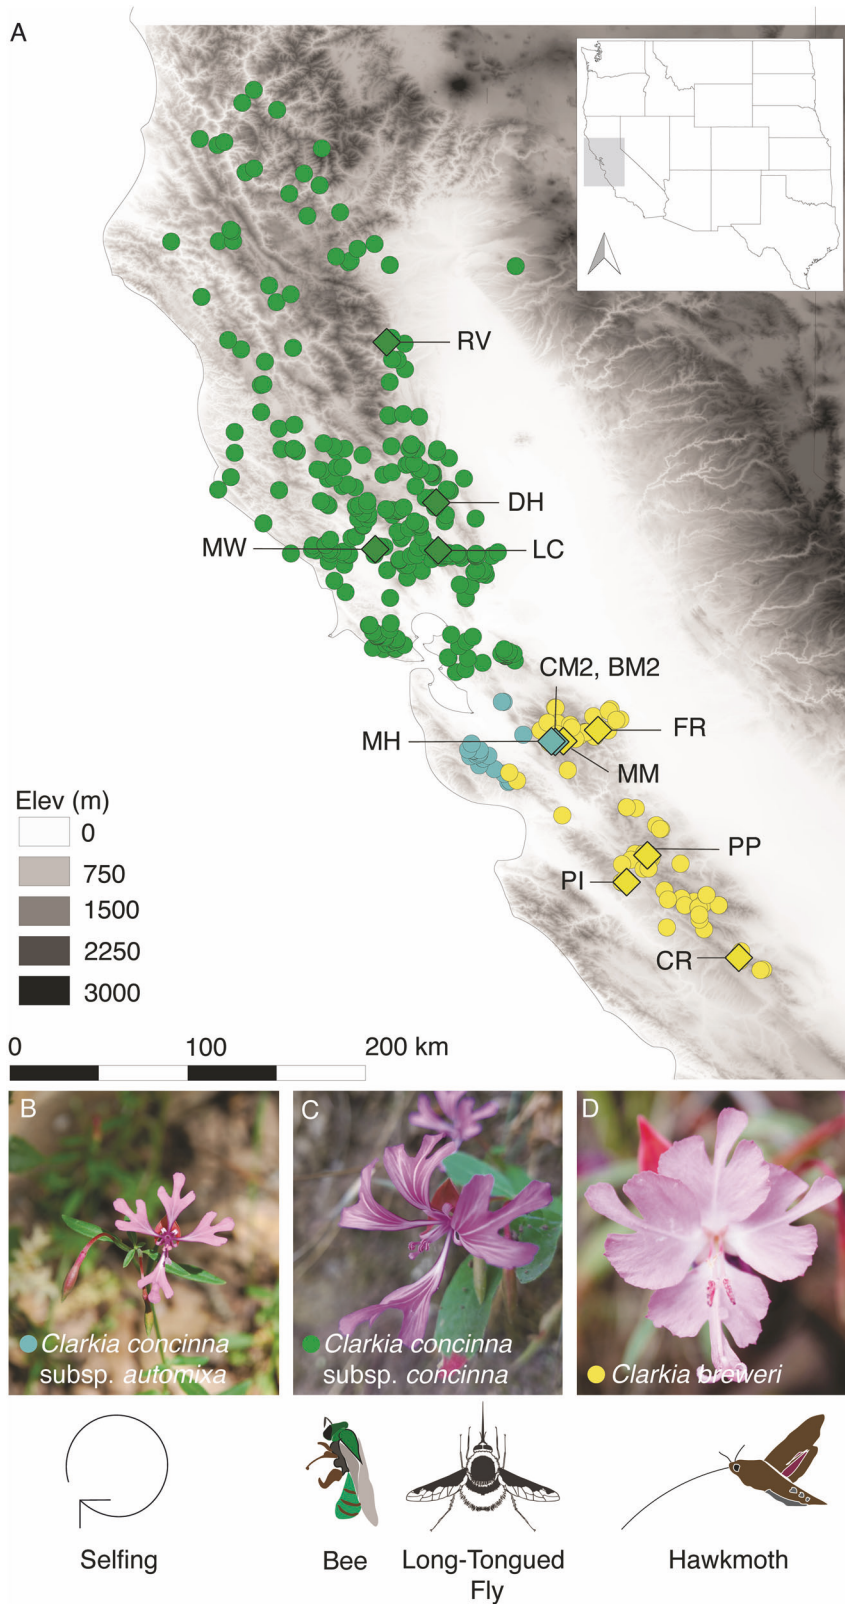 A
RV
DH
MW
LC
CM2, BM2
MH
FR
MM
PP
PI
CR
Elev (m)
0
750
1500
2250
3000
0 100 200 km
B
C
D
Clarkia concinna
subsp. automixa
Clarkia concinna
subsp. concinna
Clarkia breweri
Selfing
Bee
Long-Tongued
Fly
Hawkmoth